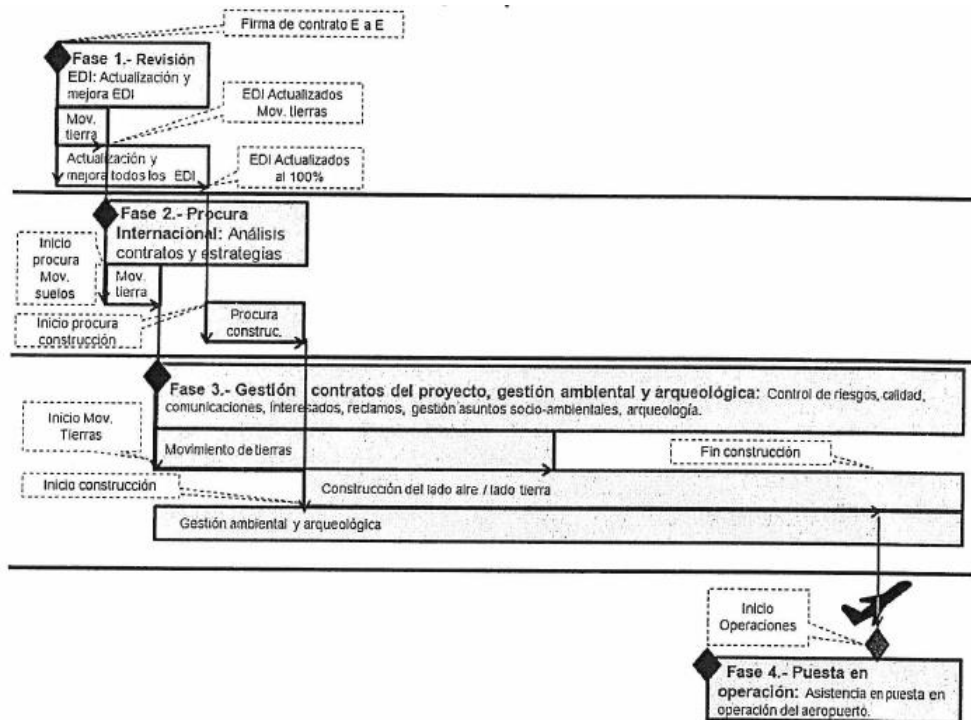 Firma de contrato E a E
Fase 1.- Revisión
EDI: Actualización y
mejora EDI
EDI Actualizados
Mov. tierras
Mov.
tierra
Actualización y
mejora todos los EDI
EDI Actualizados
al 100%
Fase 2.- Procura
Internacional: Análisis
contratos y estrategias
Inicio
procura
Mov.
suelos
Mov.
tierra
Inicio procura
construcción
Procura
construc.
Fase 3.- Gestión contratos del proyecto, gestión ambiental y arqueológica: Control de riesgos, calidad,
comunicaciones, interesados, reclamos, gestión asuntos socio-ambientales, arqueología.
Inicio Mov.
Tierras
Movimiento de tierras
Fin construcción
Inicio construcción
Construcción del lado aire / lado tierra
Gestión ambiental y arqueológica
Inicio
Operaciones
Fase 4.- Puesta en
operación: Asistencia en puesta en
operación del aeropuerto.